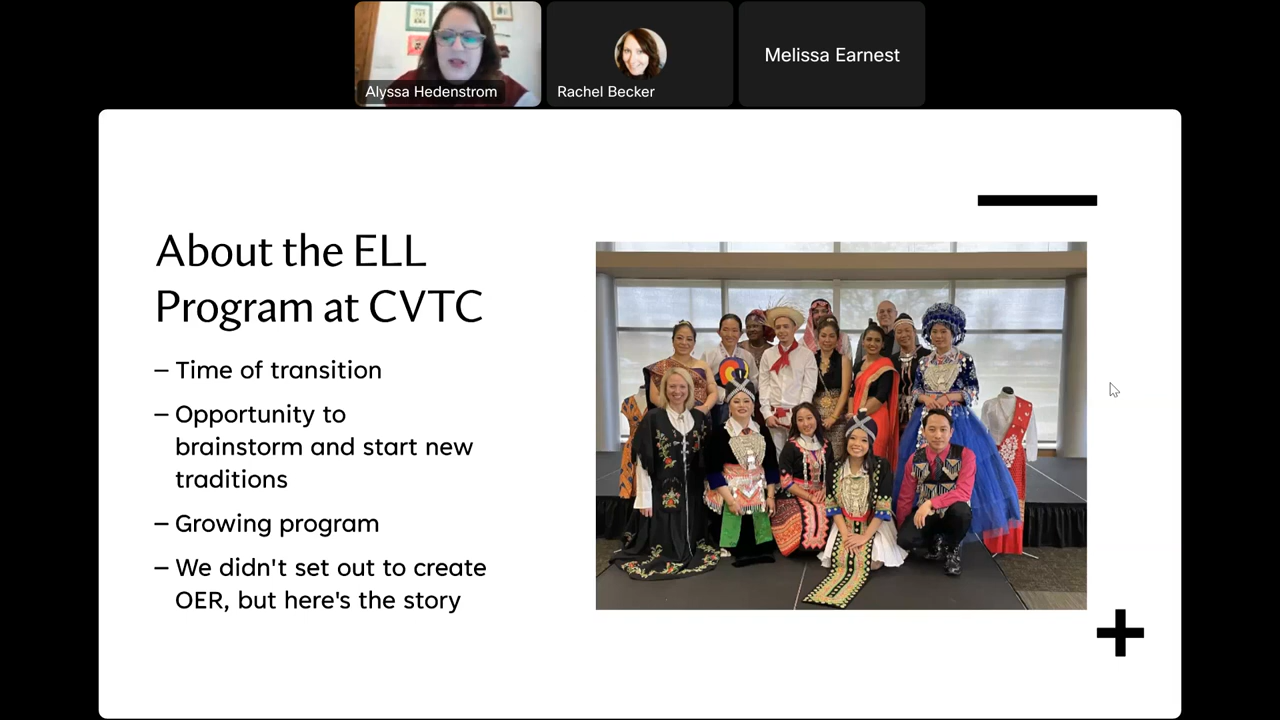 Alyssa Hedenstrom
Rachel Becker
Melissa Earnest
About the ELL
Program at CVTC
– Time of transition
– Opportunity to
brainstorm and start new
traditions
– Growing program
– We didn't set out to create
OER, but here's the story